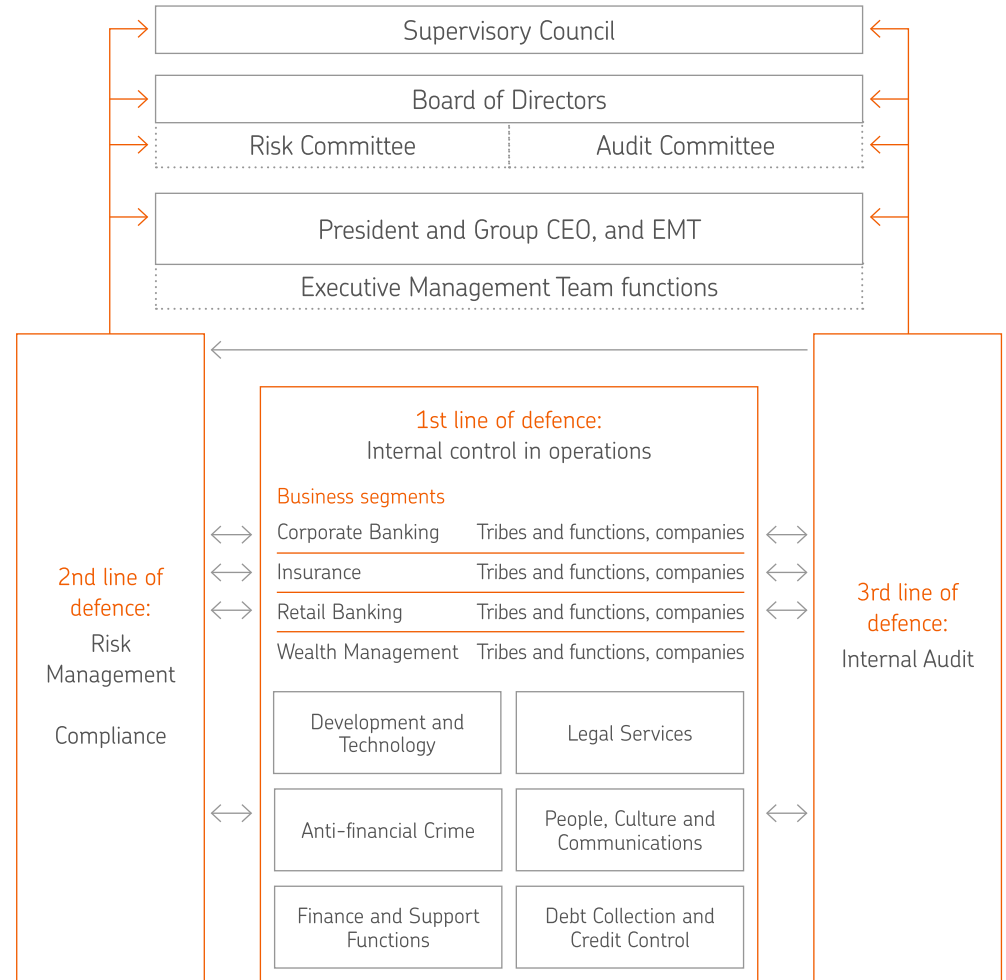 Supervisory Council
Board of Directors
Risk Committee
Audit Committee
President and Group CEO, and EMT
Executive Management Team functions
1st line of defence:
Internal control in operations
Business segments
Corporate Banking Tribes and functions, companies
Insurance Tribes and functions, companies
Retail Banking Tribes and functions, companies
Wealth Management Tribes and functions, companies
2nd line of
defence:
Risk
Management
Compliance
3rd line of
defence:
Internal Audit
Development and
Technology
Legal Services
Anti-financial Crime
People, Culture and
Communications
Finance and Support
Functions
Debt Collection and
Credit Control